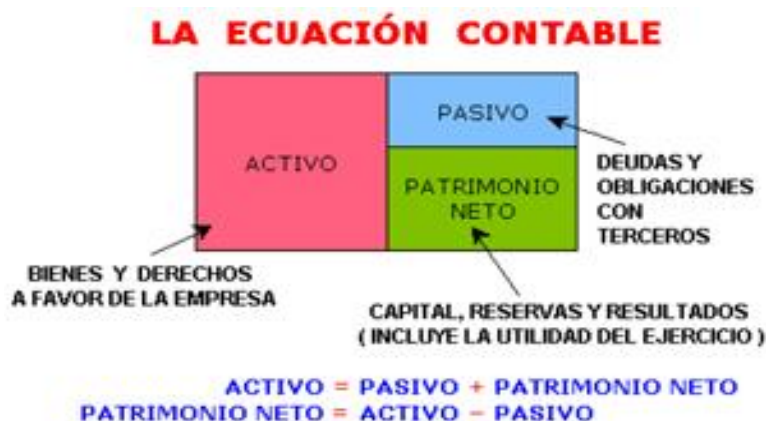 LA ECUACIÓN CONTABLE
ACTIVO
PASIVO
PATRIMONIO
NETO
DEUDAS Y
OBLIGACIONES
CON
TERCEROS
BIENES Y DERECHOS
A FAVOR DE LA EMPRESA
CAPITAL, RESERVAS Y RESULTADOS
( INCLUYE LA UTILIDAD DEL EJERCICIO )
ACTIVO = PASIVO + PATRIMONIO NETO
PATRIMONIO NETO = ACTIVO - PASIVO